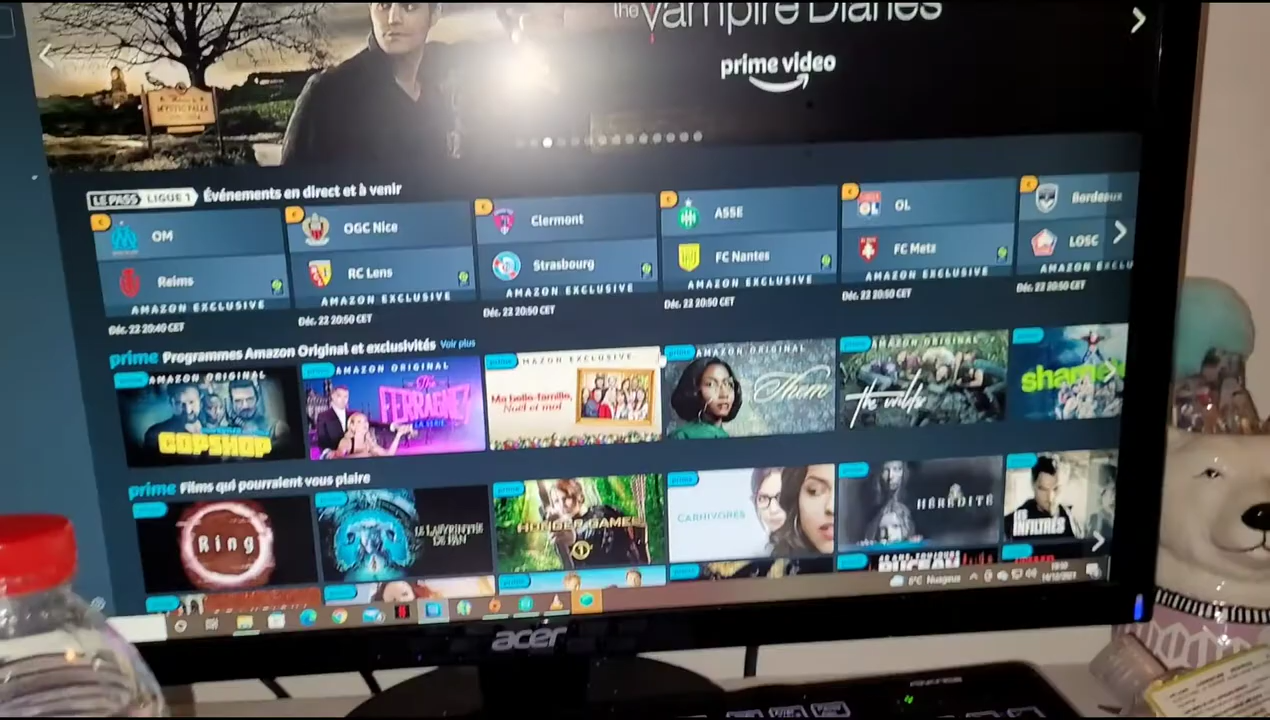 the Vampire Diaries
prime video
MYSTIC FALLS
LE PASS LIGUE 1 Événements en direct et à venir
OM
Reims
AMAZON EXCLUSIVE
Déc. 22 20:40 CET
OGC Nice
RC Lens
AMAZON EXCLUSIVE
Déc. 22 20:50 CET
Clermont
Strasbourg
AMAZON EXCLUSIVE
Déc. 22 20:50 CET
ASSE
FC Nantes
AMAZON EXCLUSIVE
Déc. 22 20:50 CET
OL
FC Metz
AMAZON EXCLUSIVE
Déc. 22 20:50 CET
Bordeaux
LOSC
AMAZON EXCLU
Déc. 22 20:50 CET
prime Programmes Amazon Original et exclusivités Voir plus
AMAZON ORIGINAL
COPSHOP
AMAZON ORIGINAL
The FERRAGNEZ
LA SERIE
AMAZON EXCLUSIVE
Ma belle-famille,
Noël et moi
AMAZON ORIGINAL
Them
AMAZON ORIGINAL
the wilds
shame
prime Films qui pourraient vous plaire
Ring
LE LABYRINTHE
DE PAN
HUNGER GAMES
CARNIVORES
HÉRÉDITÉ
LES
INFILTRÉS
6°C Nuageux
acer